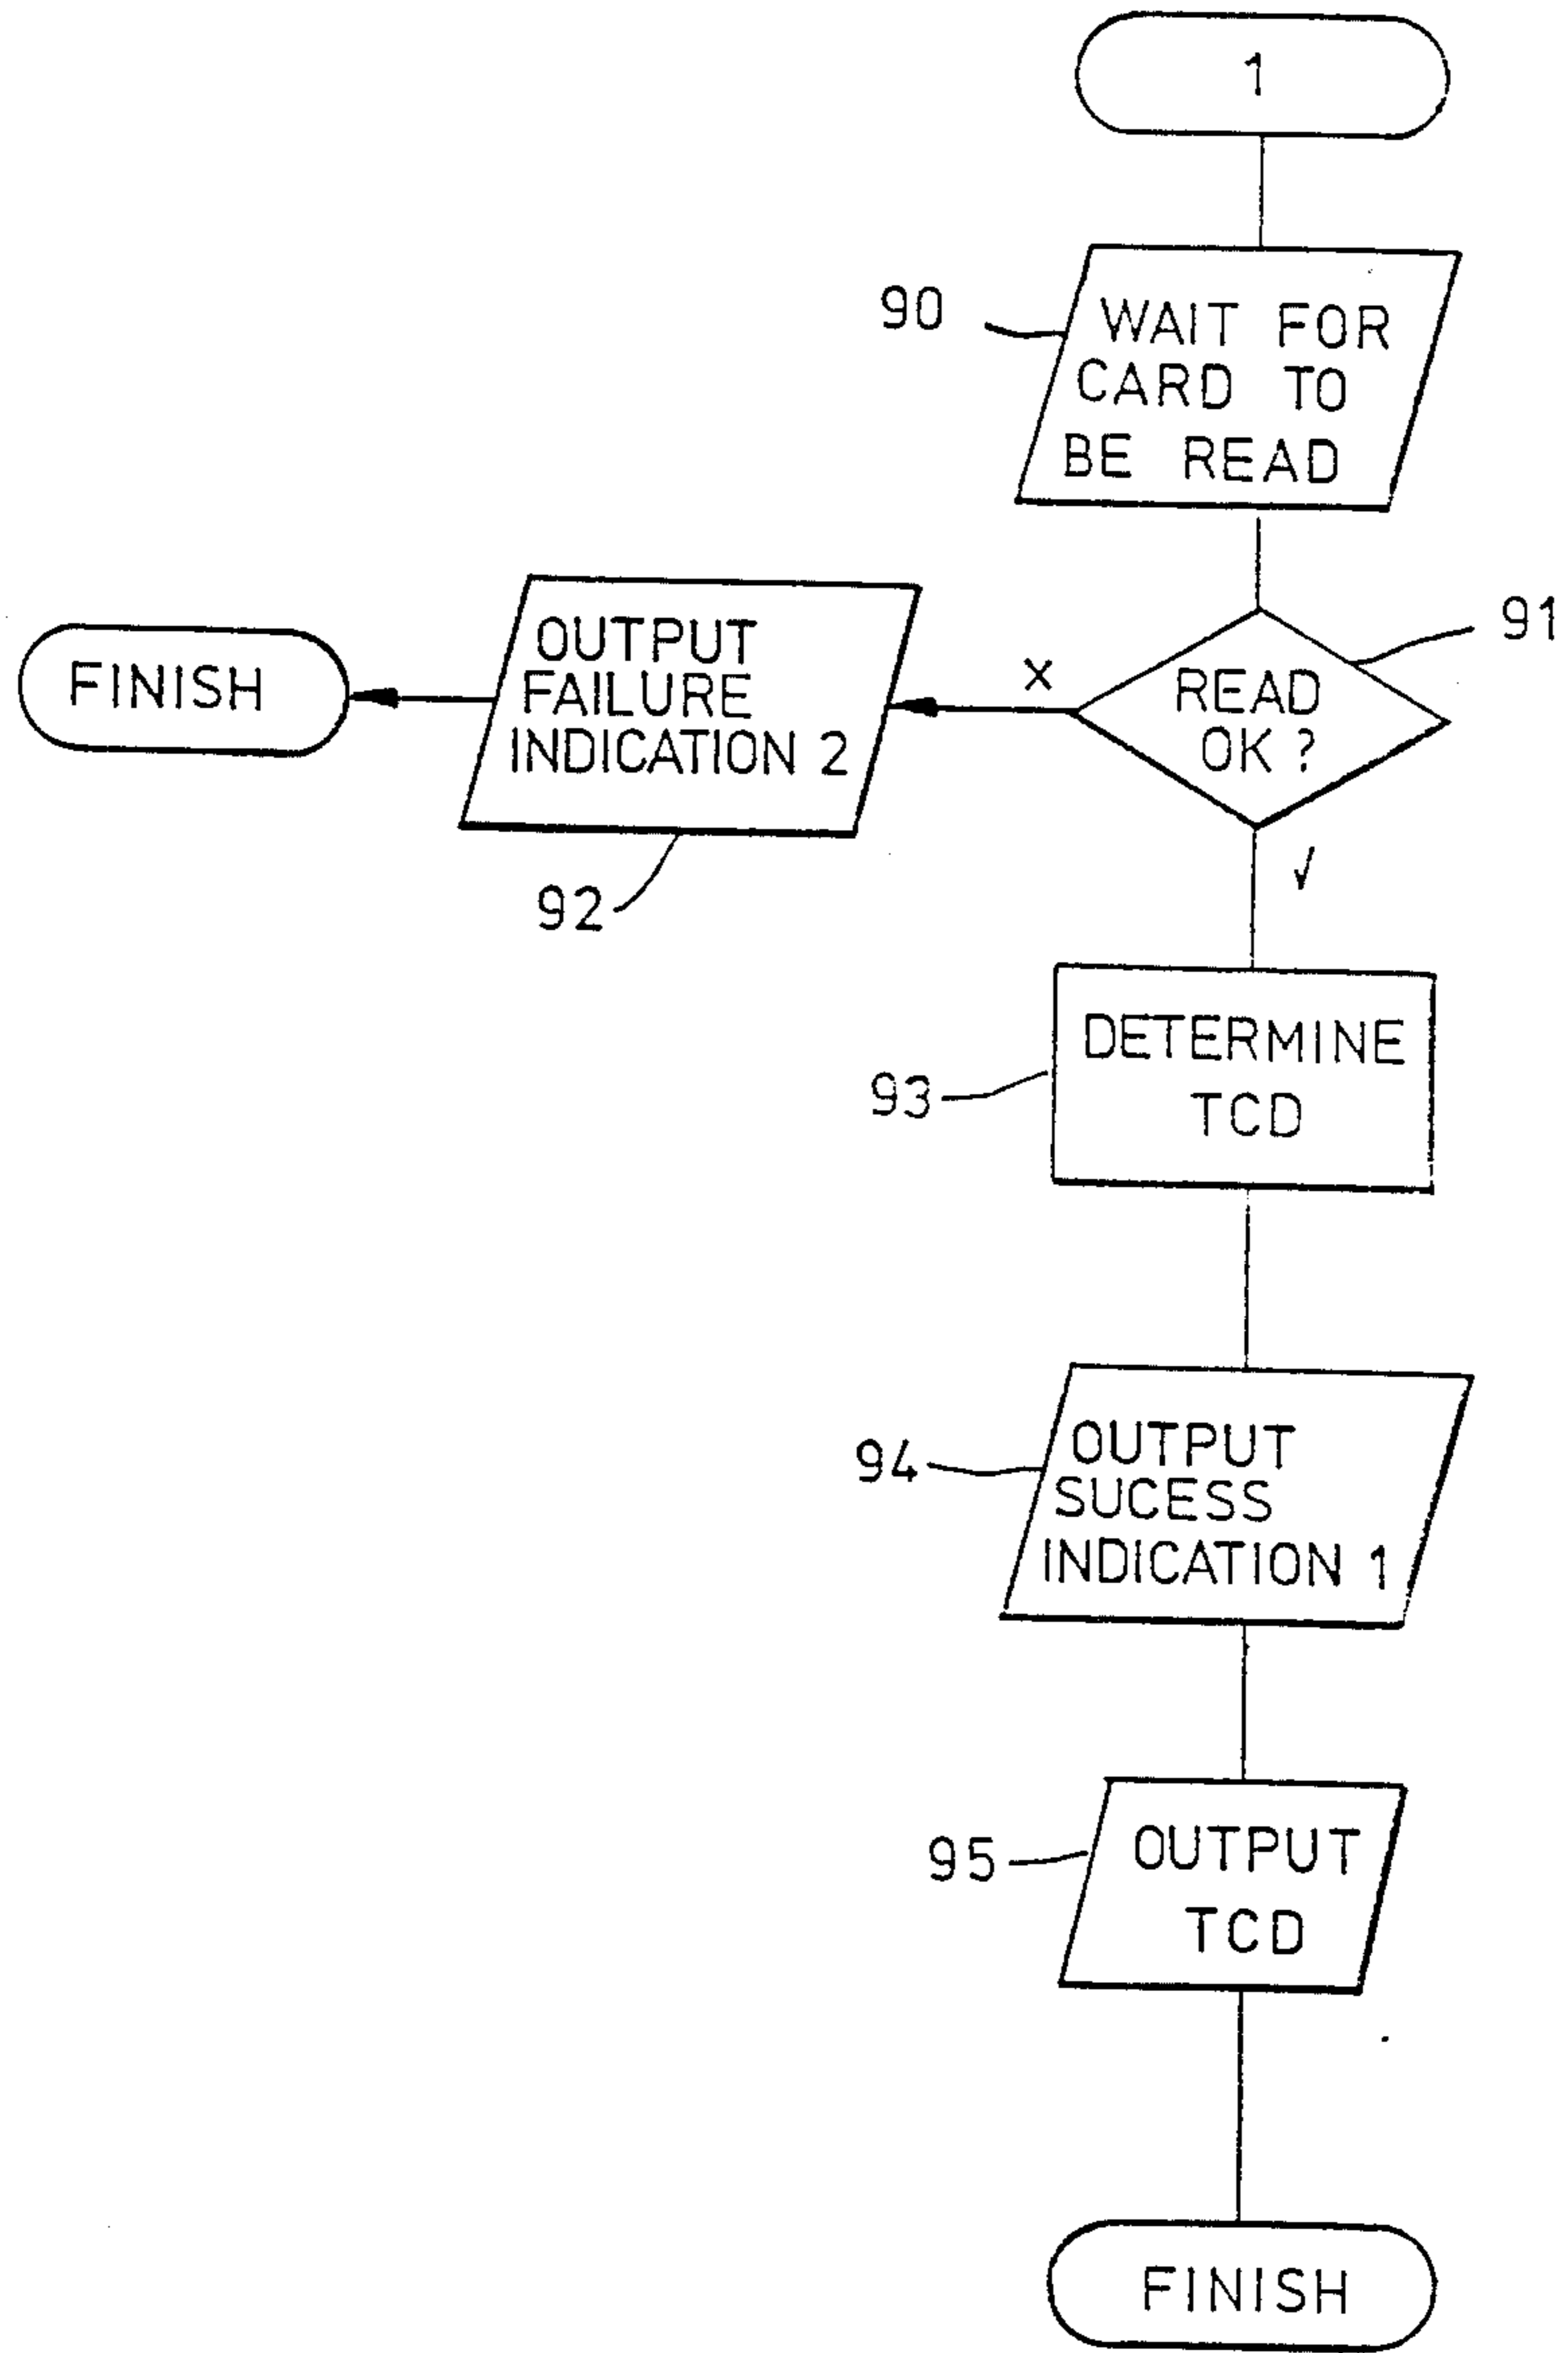 1
90
WAIT FOR
CARD TO
BE READ
91
READ
OK ?
X
OUTPUT
FAILURE
INDICATION 2
92
FINISH
√
93
DETERMINE
TCD
94
OUTPUT
SUCESS
INDICATION 1
95
OUTPUT
TCD
FINISH